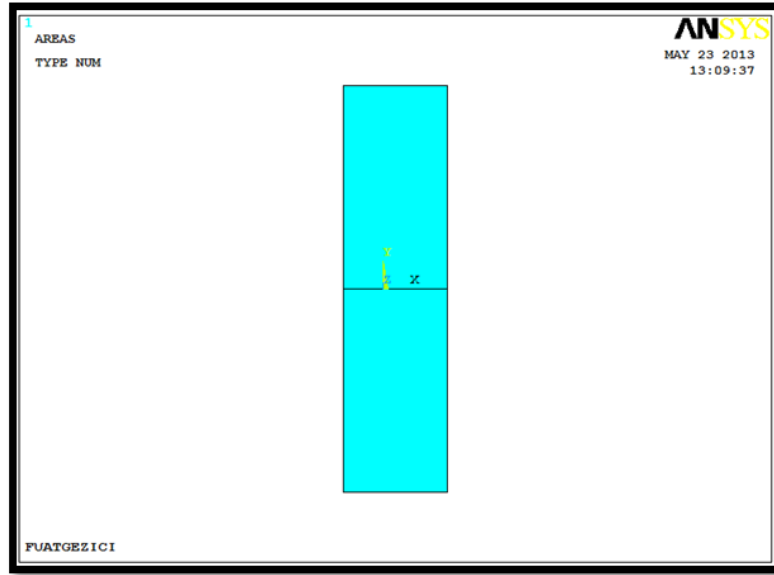 1
AREAS
TYPE NUM
ANSYS
MAY 23 2013
13:09:37
Y
Z X
FUATGEZICI